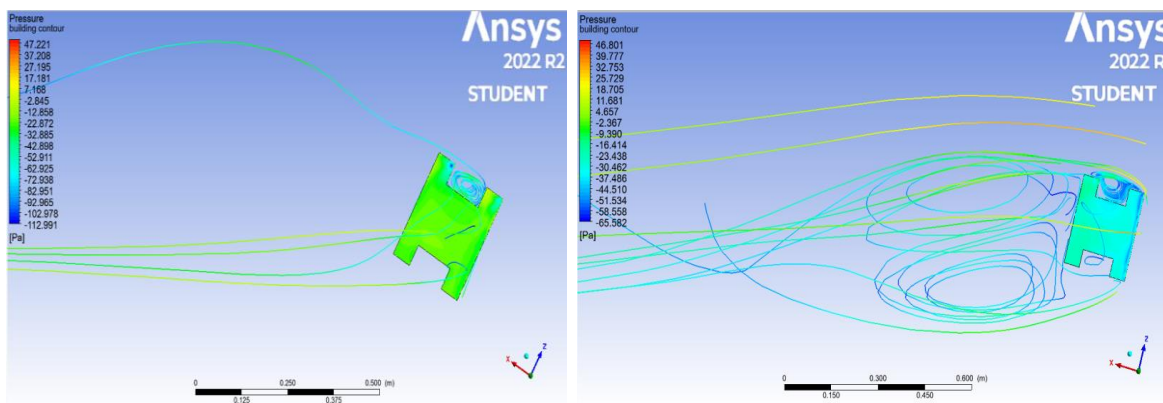 Pressure
building contour
47.221
37.208
27.195
17.181
7.168
-2.845
-12.858
-22.872
-32.885
-42.898
-52.911
-62.925
-72.938
-82.951
-92.965
-102.978
-112.991
[Pa]
Ansys
2022 R2
STUDENT
0 0.250 0.500 (m)
0.125 0.375
X Z
Pressure
building contour
46.801
39.777
32.753
25.729
18.705
11.681
4.657
-2.367
-9.390
-16.414
-23.438
-30.462
-37.486
-44.510
-51.534
-58.558
-65.582
[Pa]
Ansys
2022 R
STUDENT
0 0.300 0.600 (m)
0.150 0.450
X Z